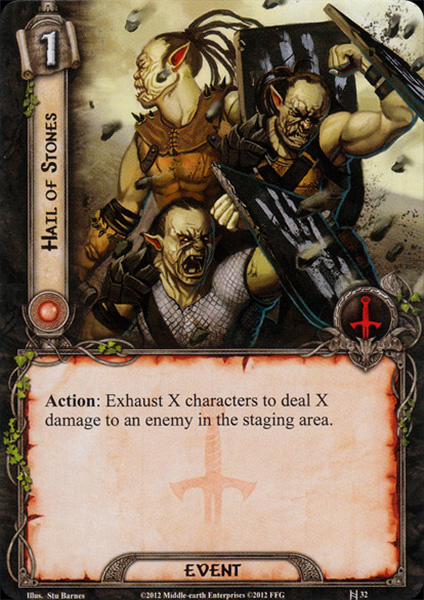 1
HAIL OF STONES
Action: Exhaust X characters to deal X
damage to an enemy in the staging area.
EVENT
Illus. Stu Barnes
©2012 Middle-earth Enterprises ©2012 FFG
32